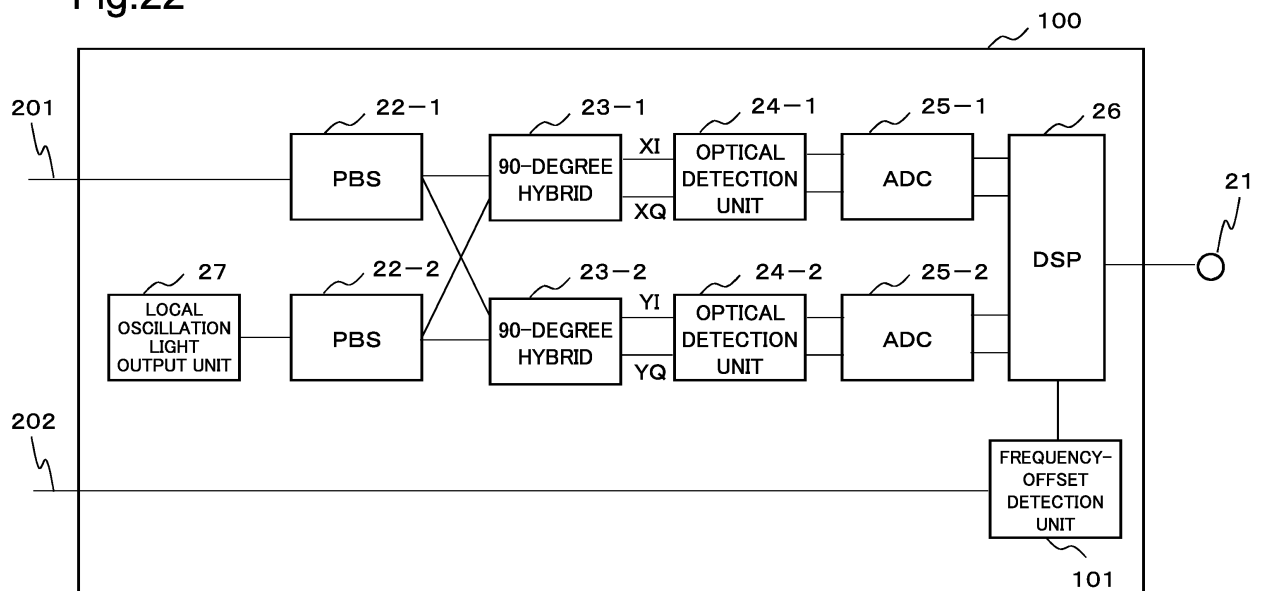 Fig.22
100
201
22-1
23-1
24-1
25-1
26
PBS
90-DEGREE
HYBRID
XI
XQ
OPTICAL
DETECTION
UNIT
ADC
21
DSP
27
22-2
23-2
24-2
25-2
LOCAL
OSCILLATION
LIGHT
OUTPUT UNIT
PBS
90-DEGREE
HYBRID
YI
YQ
OPTICAL
DETECTION
UNIT
ADC
202
FREQUENCY-
OFFSET
DETECTION
UNIT
101